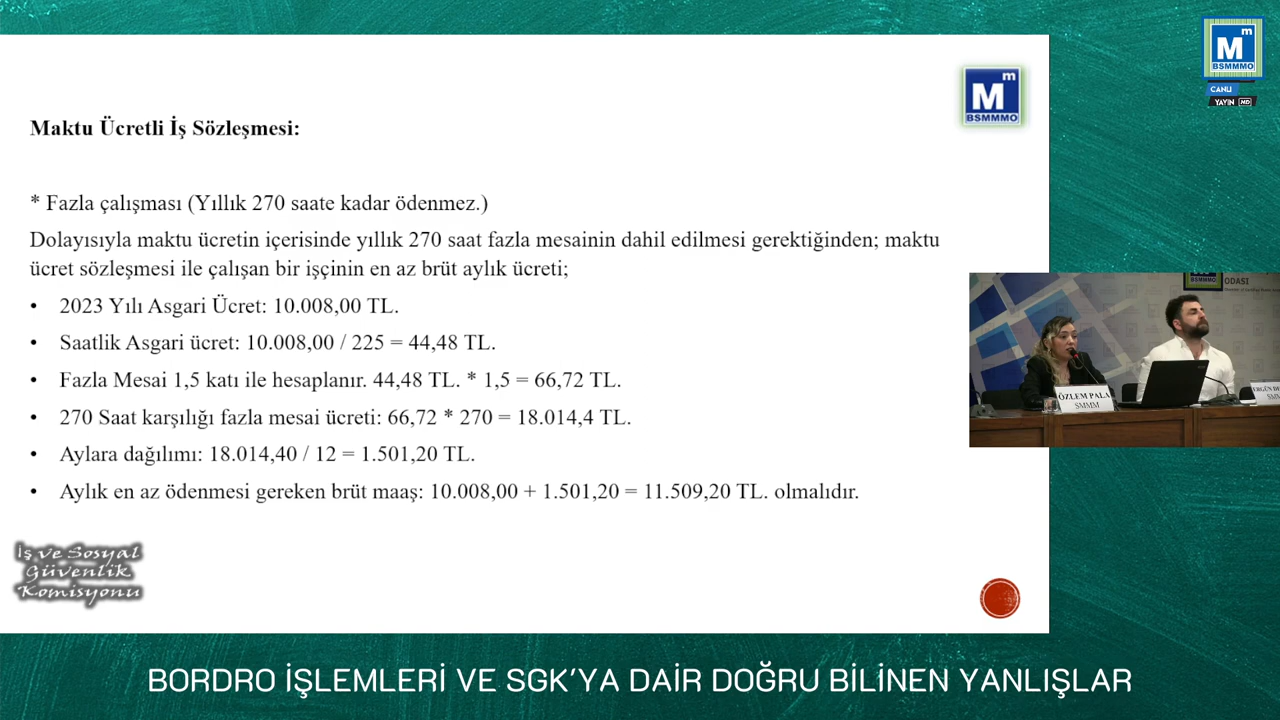 M m
BSMMMO
CANLI
YAYIN HD
M m
BSMMMO
Maktu Ücretli İş Sözleşmesi:
* Fazla çalışması (Yıllık 270 saate kadar ödenmez.)
Dolayısıyla maktu ücretin içerisinde yıllık 270 saat fazla mesainin dahil edilmesi gerektiğinden; maktu
ücret sözleşmesi ile çalışan bir işçinin en az brüt aylık ücreti;
• 2023 Yılı Asgari Ücret: 10.008,00 TL.
• Saatlik Asgari ücret: 10.008,00 / 225 = 44,48 TL.
• Fazla Mesai 1,5 katı ile hesaplanır. 44,48 TL. * 1,5 = 66,72 TL.
• 270 Saat karşılığı fazla mesai ücreti: 66,72 * 270 = 18.014,4 TL.
• Aylara dağılımı: 18.014,40 / 12 = 1.501,20 TL.
• Aylık en az ödenmesi gereken brüt maaş: 10.008,00 + 1.501,20 = 11.509,20 TL. olmalıdır.
BSMMMO
ODASI
ÖZLEM PALA
SMMM
ERGÜN
SMM
İş ve Sosyal
Güvenlik
Komisyonu
BORDRO İŞLEMLERİ VE SGK'YA DAİR DOĞRU BİLİNEN YANLIŞLAR